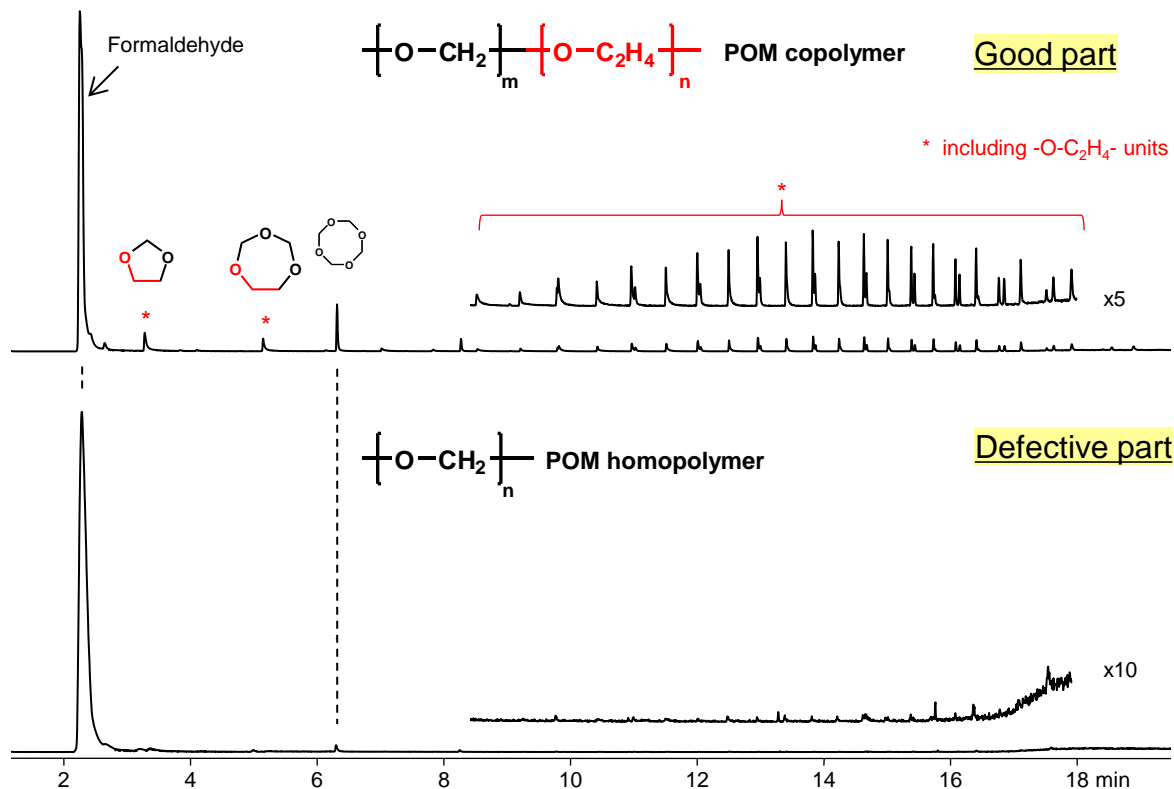 Formaldehyde
O CH2 m O C2H4 n POM copolymer
Good part
* including -O-C2H4- units
*
O O
O O O
O O O O
* *
x5
O CH2 n POM homopolymer
Defective part
x10
2 4 6 8 10 12 14 16 18 min